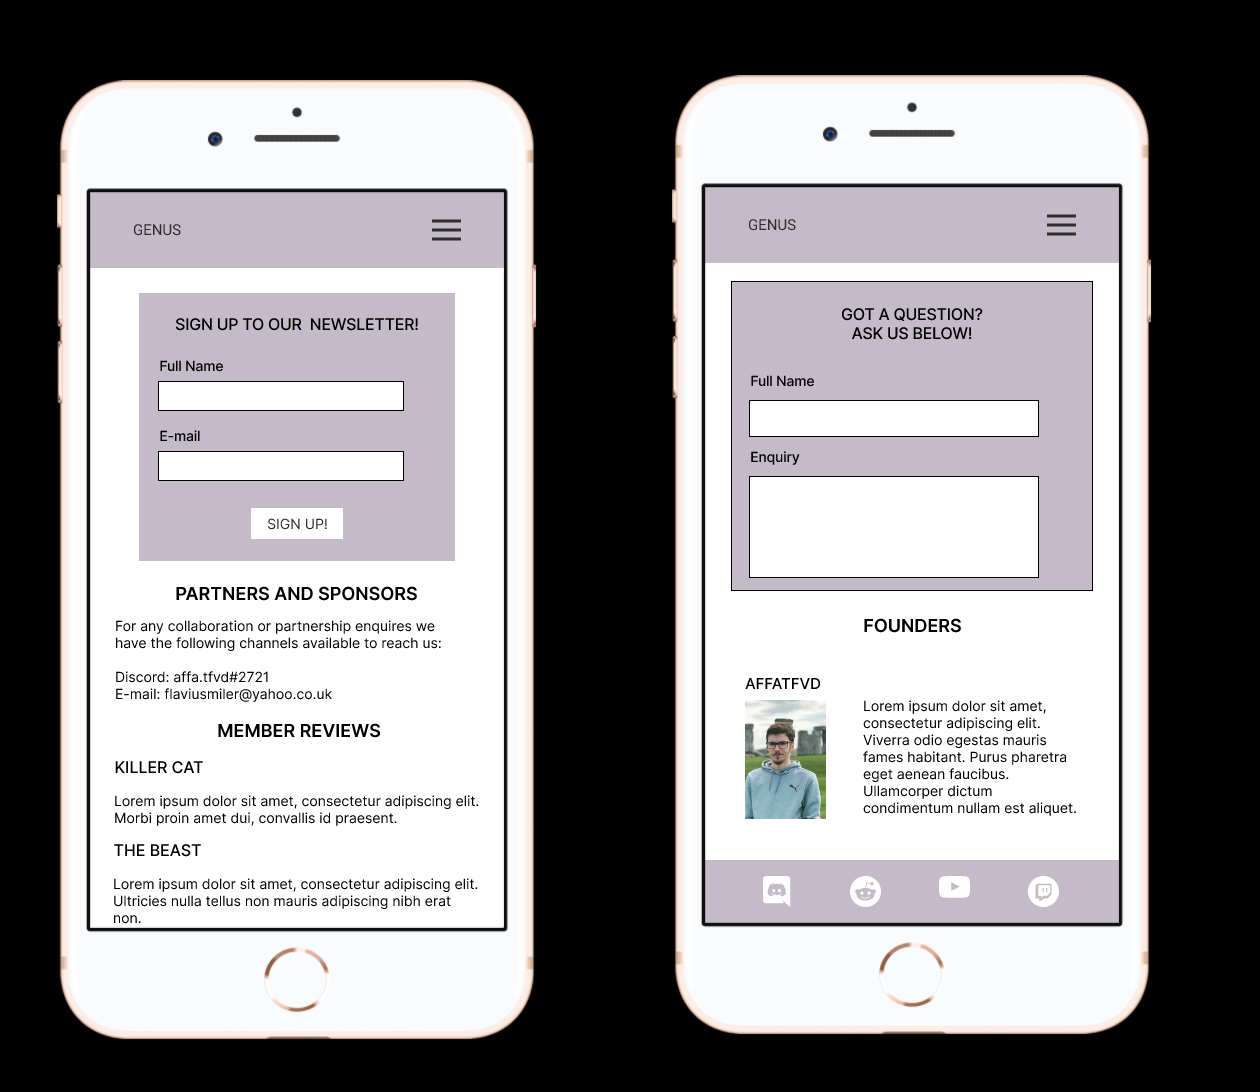 GENUS
SIGN UP TO OUR NEWSLETTER!
Full Name
E-mail
SIGN UP!
PARTNERS AND SPONSORS
For any collaboration or partnership enquires we
have the following channels available to reach us:
Discord: affa.tfvd#2721
E-mail: flaviusmiler@yahoo.co.uk
MEMBER REVIEWS
KILLER CAT
Lorem ipsum dolor sit amet, consectetur adipiscing elit.
Morbi proin amet dui, convallis id praesent.
THE BEAST
Lorem ipsum dolor sit amet, consectetur adipiscing elit.
Ultricies nulla tellus non mauris adipiscing nibh erat
non.
GENUS
GOT A QUESTION?
ASK US BELOW!
Full Name
Enquiry
FOUNDERS
AFFATFVD
Lorem ipsum dolor sit amet,
consectetur adipiscing elit.
Viverra odio egestas mauris
fames habitant. Purus pharetra
eget aenean faucibus.
Ullamcorper dictum
condimentum nullam est aliquet.